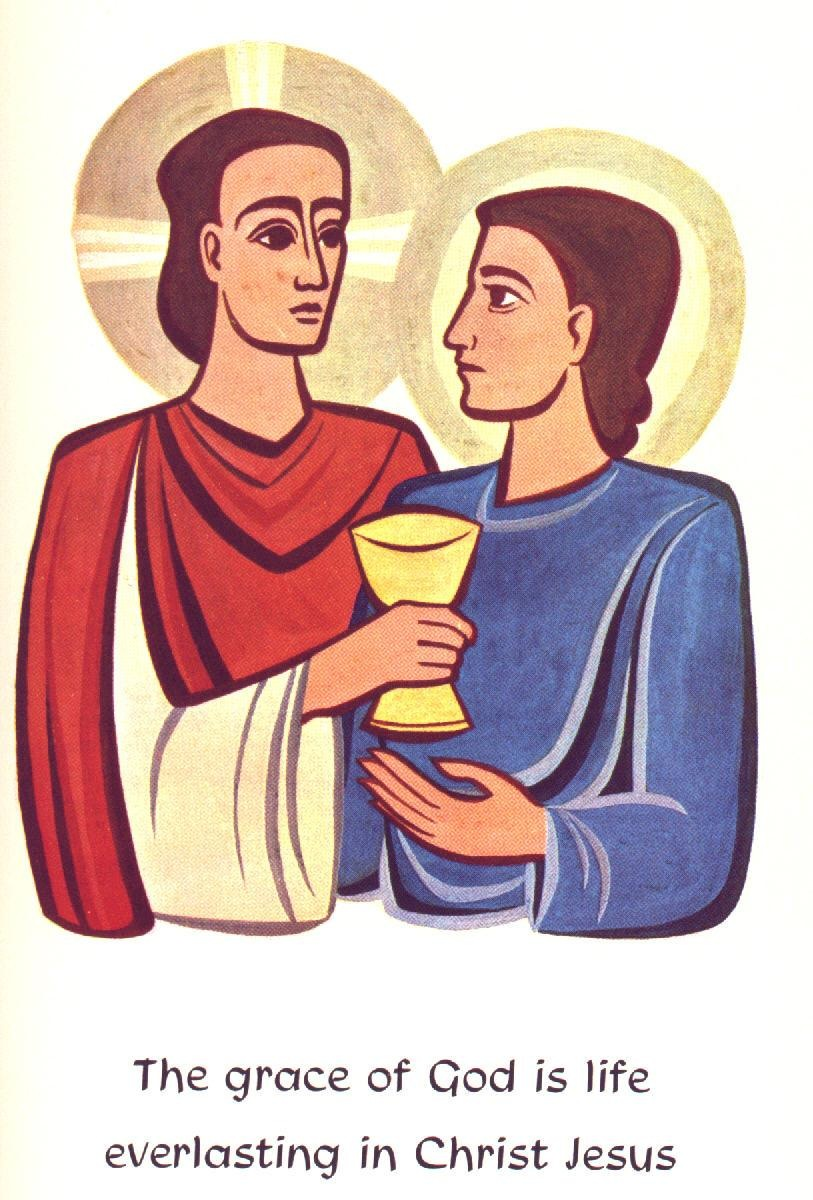 The grace of God is life
everlasting in Christ Jesus